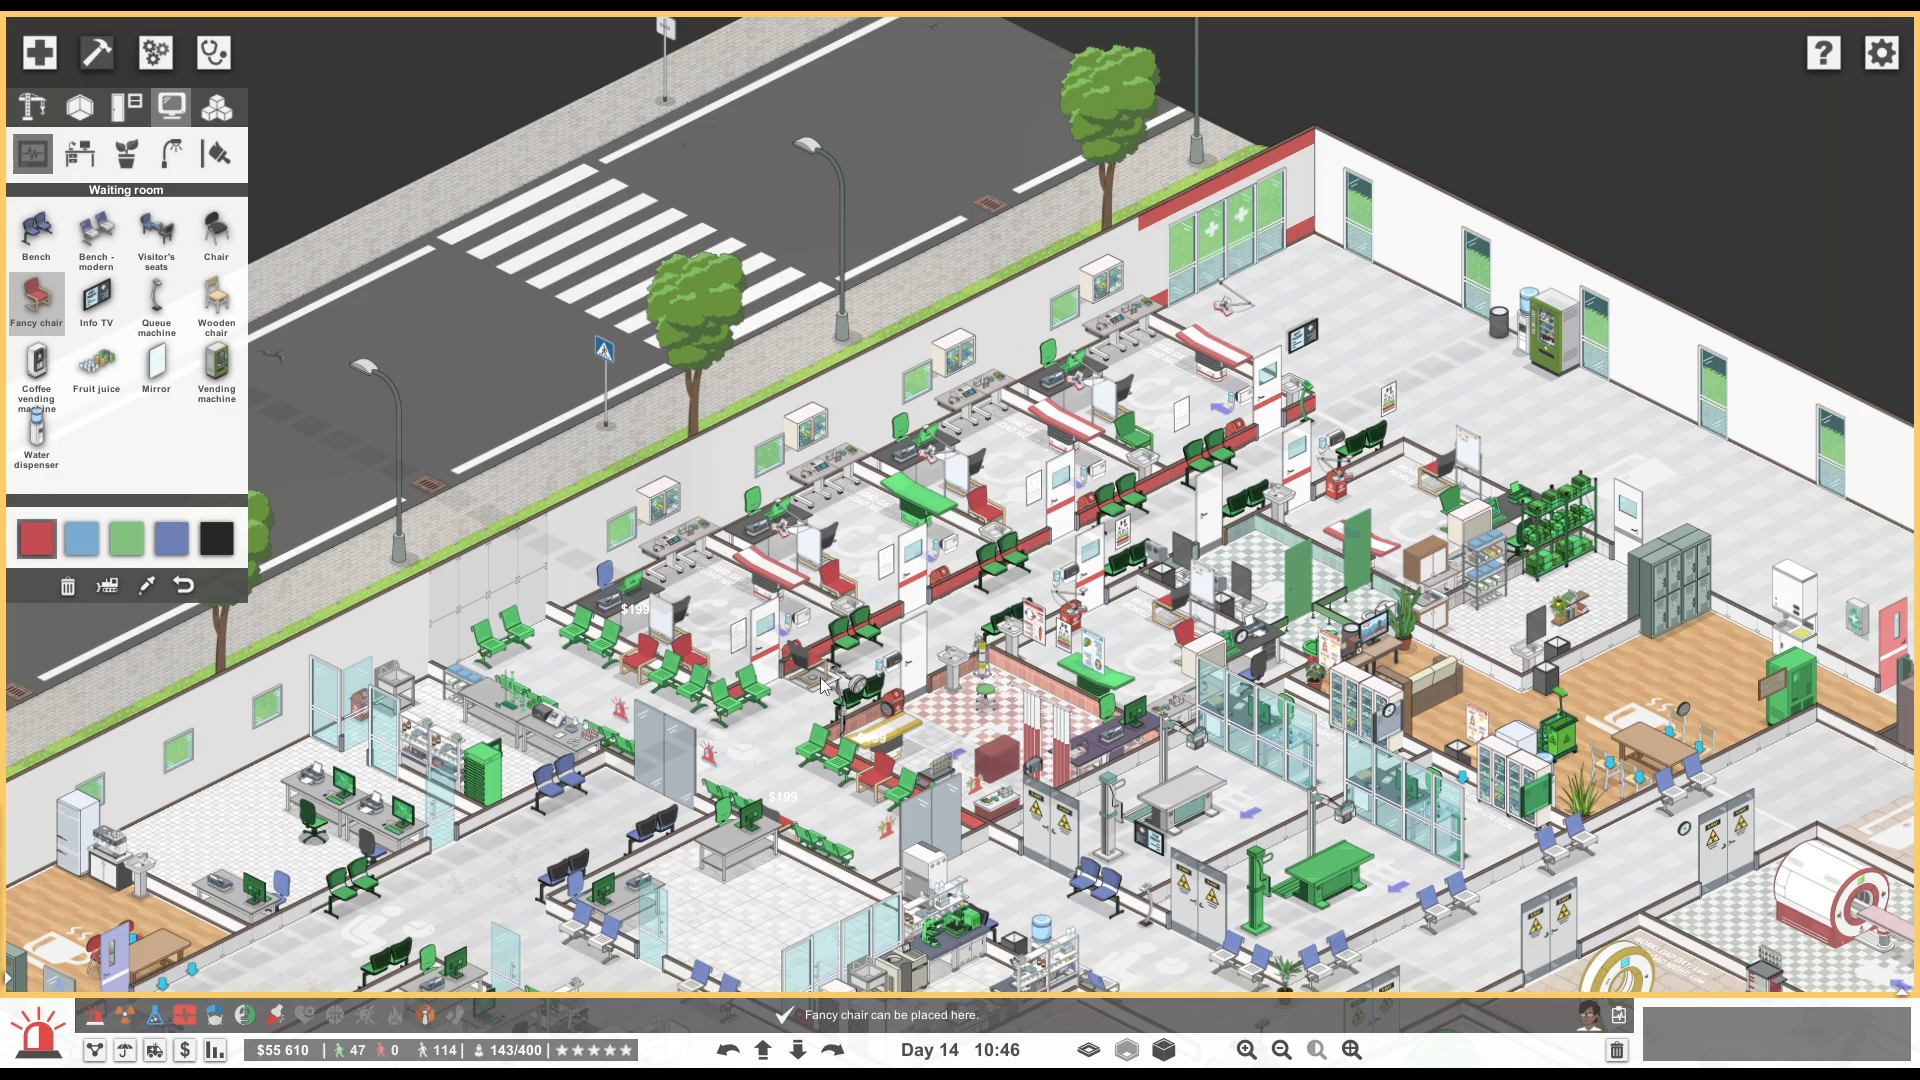 Waiting room
Bench
Bench -
modern
Visitor's
seats
Chair
Fancy chair
Info TV
Queue
machine
Wooden
chair
Coffee
vending
machine
Fruit juice
Mirror
Vending
machine
Water
dispenser
$199
$199
Fancy chair can be placed here.
$55 610
47
0
114
143/400
Day 14
10:46
?
$